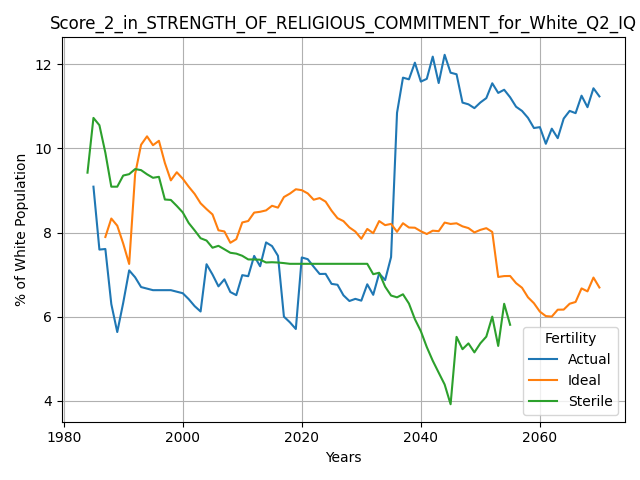 Score_2_in_STRENGTH_OF_RELIGIOUS_COMMITMENT_for_White_Q2_IQ
% of White Population
12
10
8
6
4
Fertility
Actual
Ideal
Sterile
1980
2000
2020
2040
2060
Years